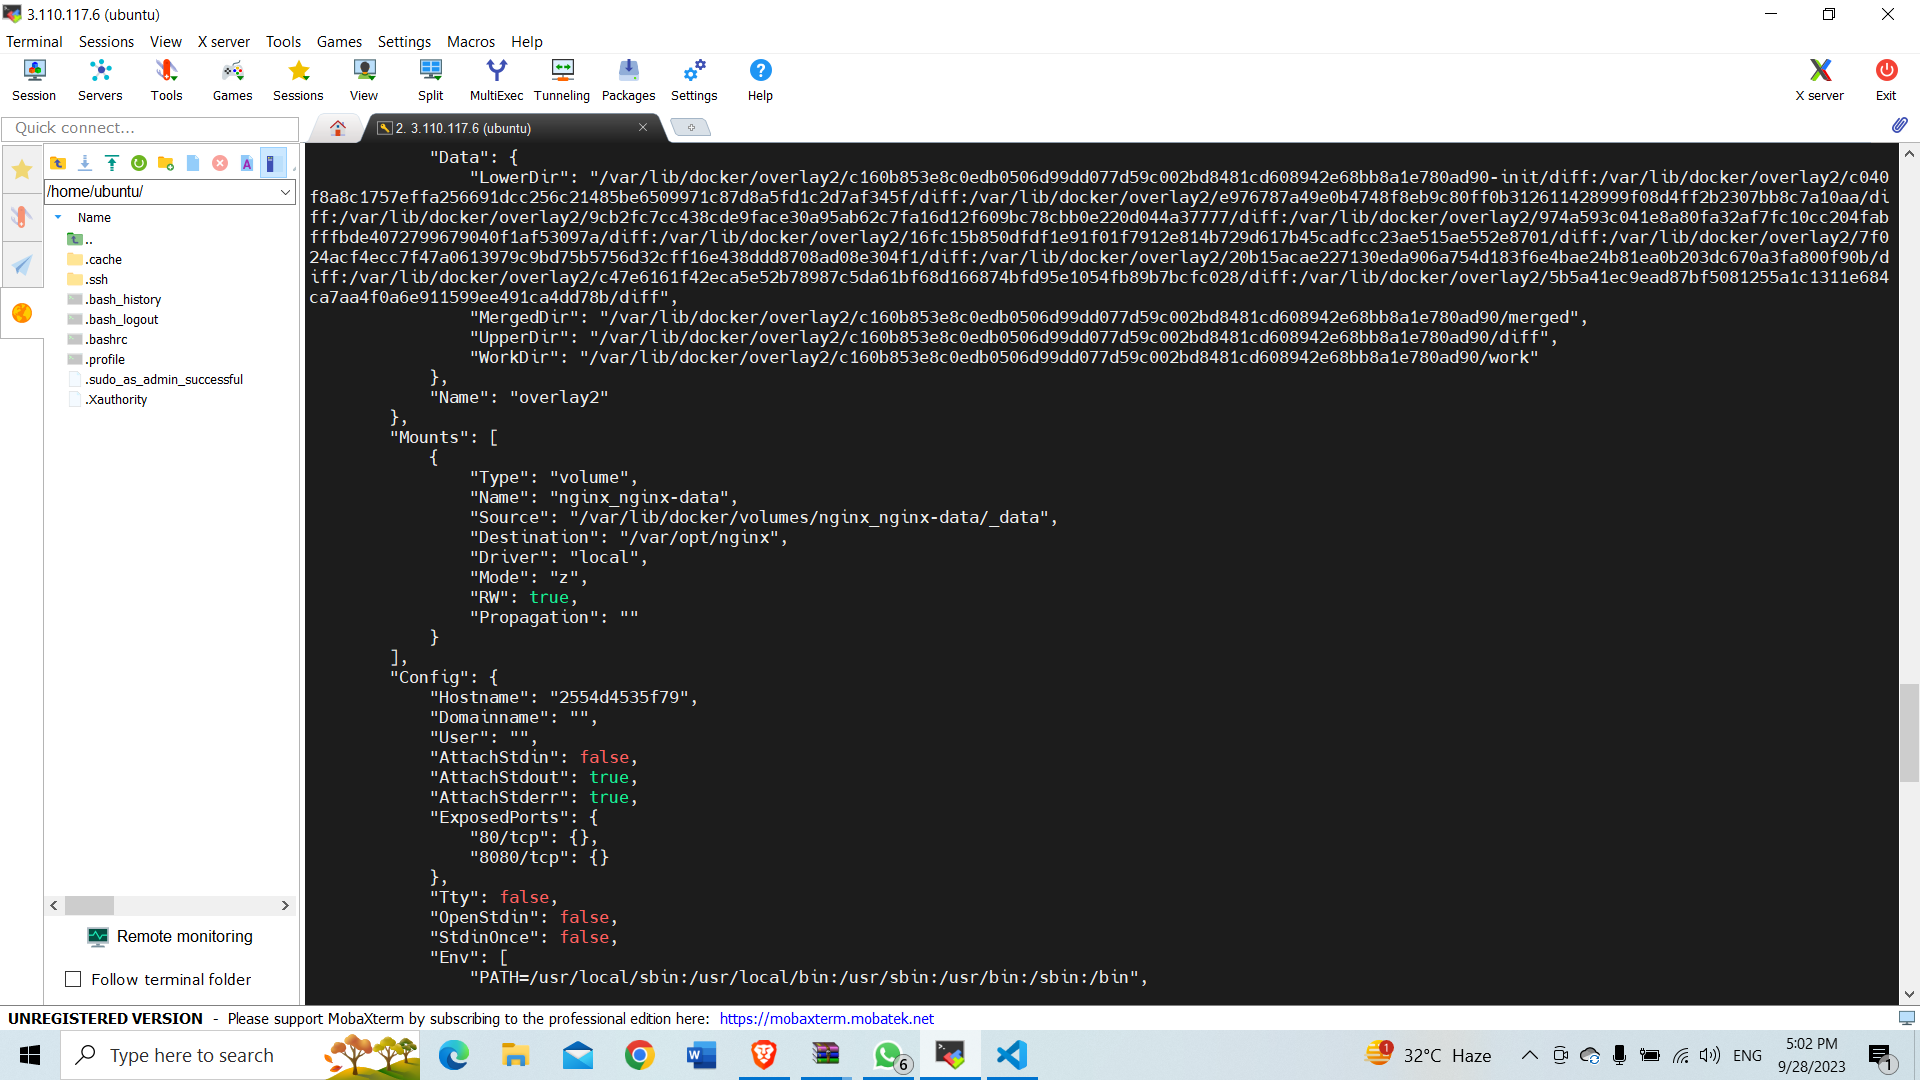 3.110.117.6 (ubuntu)
Terminal Sessions View X server Tools Games Settings Macros Help
Session Servers Tools Games Sessions View Split MultiExec Tunneling Packages Settings Help X server Exit
Quick connect...
2. 3.110.117.6 (ubuntu)
/home/ubuntu/
Name
..
.cache
.ssh
.bash_history
.bash_logout
.bashrc
.profile
.sudo_as_admin_successful
.Xauthority
Remote monitoring
Follow terminal folder
"Data": {
"LowerDir": "/var/lib/docker/overlay2/c160b853e8c0edb0506d99dd077d59c002bd8481cd608942e68bb8a1e780ad90-init/diff:/var/lib/docker/overlay2/c040
f8a8c1757effa256691dcc256c21485be6509971c87d8a5fd1c2d7af345f/diff:/var/lib/docker/overlay2/e976787a49e0b4748f8eb9c80ff0b312611428999f08d4ff2b2307bb8c7a10aa/di
ff:/var/lib/docker/overlay2/9cb2fc7cc438cde9face30a95ab62c7fa16d12f609bc78cbb0e220d044a37777/diff:/var/lib/docker/overlay2/974a593c041e8a80fa32af7fc10cc204fab
fffbde4072799679040f1af53097a/diff:/var/lib/docker/overlay2/16fc15b850dfdf1e91f01f7912e814b729d617b45cadfcc23ae515ae552e8701/diff:/var/lib/docker/overlay2/7f0
24acf4ecc7f47a0613979c9bd75b5756d32cff16e438ddd8708ad08e304f1/diff:/var/lib/docker/overlay2/20b15acae227130eda906a754d183f6e4bae24b81ea0b203dc670a3fa800f90b/d
iff:/var/lib/docker/overlay2/c47e6161f42eca5e52b78987c5da61bf68d166874bfd95e1054fb89b7bcfc028/diff:/var/lib/docker/overlay2/5b5a41ec9ead87bf5081255a1c1311e684
ca7aa4f0a6e911599ee491ca4dd78b/diff",
"MergedDir": "/var/lib/docker/overlay2/c160b853e8c0edb0506d99dd077d59c002bd8481cd608942e68bb8a1e780ad90/merged",
"UpperDir": "/var/lib/docker/overlay2/c160b853e8c0edb0506d99dd077d59c002bd8481cd608942e68bb8a1e780ad90/diff",
"WorkDir": "/var/lib/docker/overlay2/c160b853e8c0edb0506d99dd077d59c002bd8481cd608942e68bb8a1e780ad90/work"
},
"Name": "overlay2"
},
"Mounts": [
{
"Type": "volume",
"Name": "nginx_nginx-data",
"Source": "/var/lib/docker/volumes/nginx_nginx-data/_data",
"Destination": "/var/opt/nginx",
"Driver": "local",
"Mode": "z",
"RW": true,
"Propagation": ""
}
],
"Config": {
"Hostname": "2554d4535f79",
"Domainname": "",
"User": "",
"AttachStdin": false,
"AttachStdout": true,
"AttachStderr": true,
"ExposedPorts": {
"80/tcp": {},
"8080/tcp": {}
},
"Tty": false,
"OpenStdin": false,
"StdinOnce": false,
"Env": [
"PATH=/usr/local/sbin:/usr/local/bin:/usr/sbin:/usr/bin:/sbin:/bin",
UNREGISTERED VERSION - Please support MobaXterm by subscribing to the professional edition here: https://mobaxterm.mobatek.net
Type here to search
6
1
32°C Haze
ENG
5:02 PM
9/28/2023
1